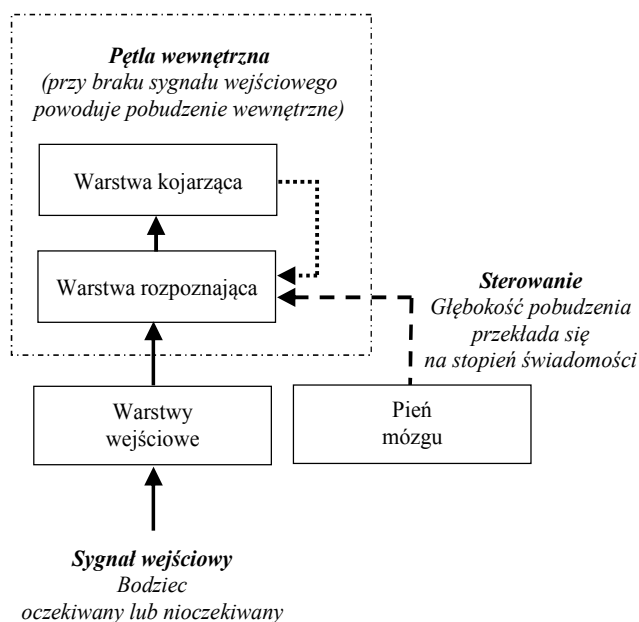 Pętla wewnętrzna
(przy braku sygnału wejściowego
powoduje pobudzenie wewnętrzne)
Warstwa kojarząca
Warstwa rozpoznająca
Sterowanie
Głębokość pobudzenia
przekłada się
na stopień świadomości
Warstwy
wejściowe
Pień
mózgu
Sygnał wejściowy
Bodziec
oczekiwany lub nioczekiwany